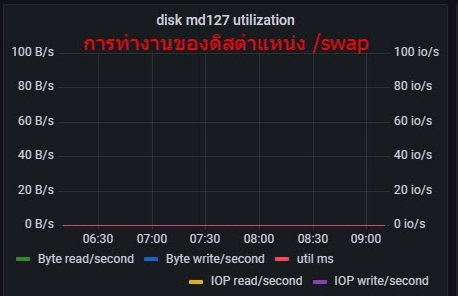 disk md127 utilization
การทำงานของดิสตำแหน่ง /swap
100 B/s 100 io/s
80 B/s 80 io/s
60 B/s 60 io/s
40 B/s 40 io/s
20 B/s 20 io/s
0 B/s 0 io/s
06:30 07:00 07:30 08:00 08:30 09:00
Byte read/second Byte write/second util ms
IOP read/second IOP write/second